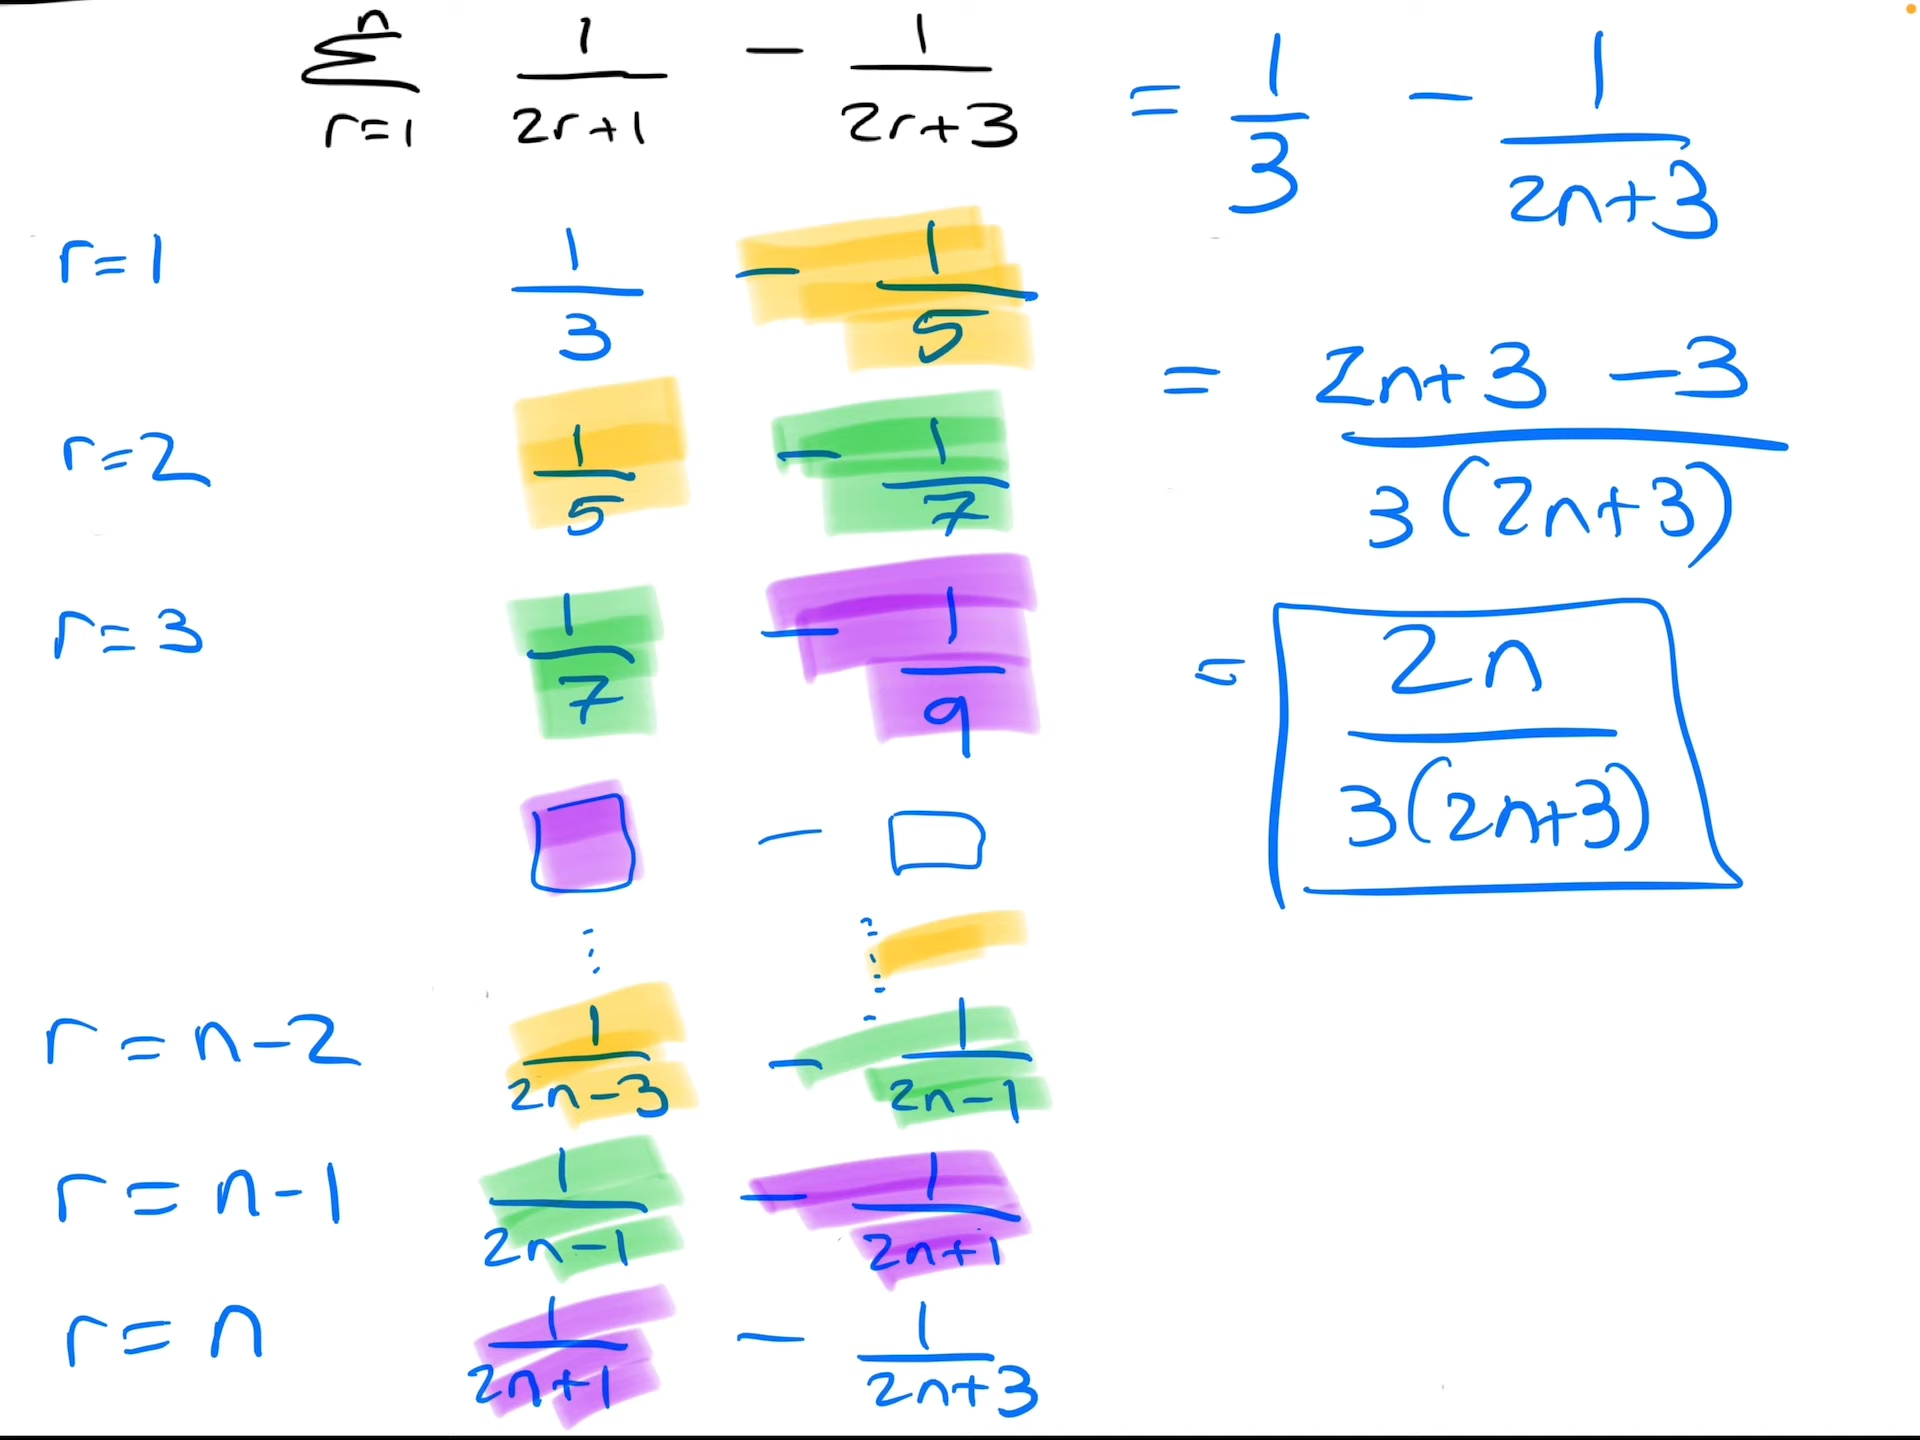 n
∑ 1/(2r+1) − 1/(2r+3) = 1/3 − 1/(2n+3)
r=1
r=1 1/3 − 1/5
= (2n+3 −3)/(3(2n+3))
r=2 1/5 − 1/7
r=3 1/7 − 1/9
= 2n/(3(2n+3))
□ − □
⋮ ⋮
r=n−2 1/(2n−3) − 1/(2n−1)
r=n−1 1/(2n−1) − 1/(2n+1)
r=n 1/(2n+1) − 1/(2n+3)